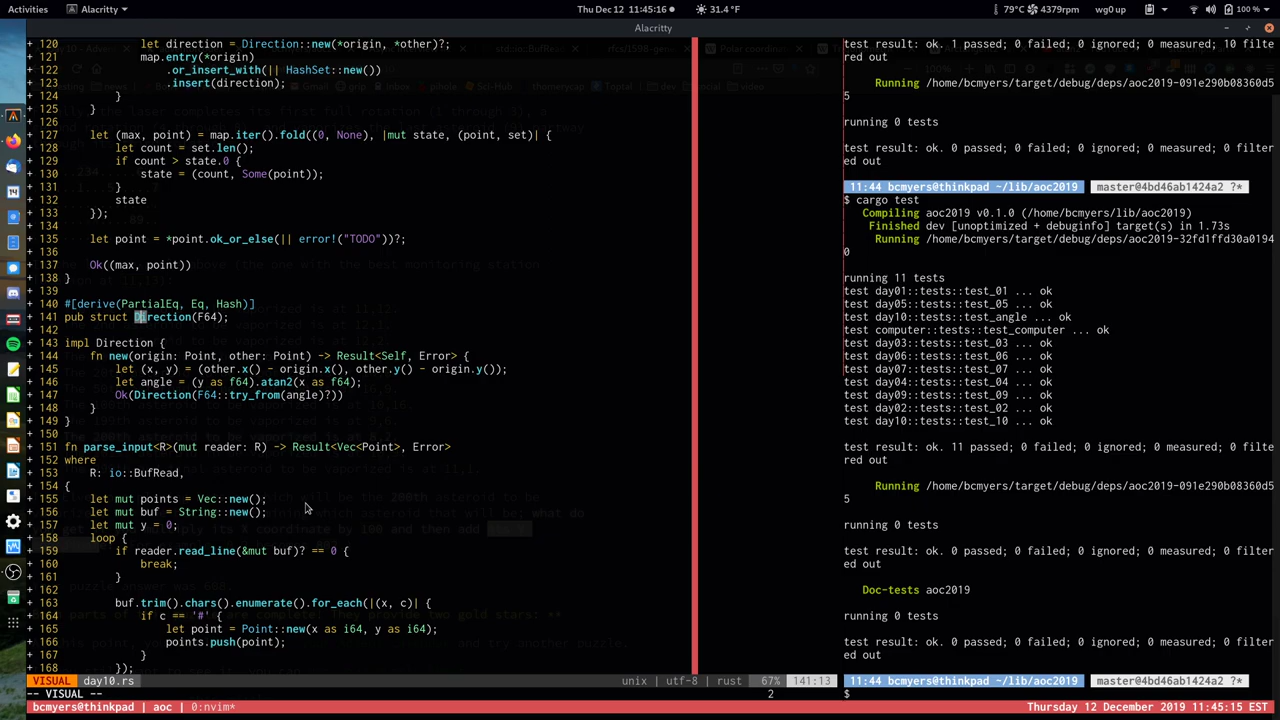 Activities
Alacritty
Thu Dec 12 11:45:16
31.4 °F
79°C
4379rpm
wg0 up
100 %
Alacritty
+ 120 let direction = Direction::new(*origin, *other)?;
+ 121 map.entry(*origin)
+ 122 .or_insert_with(|| HashSet::new())
+ 123 .insert(direction);
+ 124 }
+ 125 }
+ 126
+ 127 let (max, point) = map.iter().fold((0, None), |mut state, (point, set)| {
+ 128 let count = set.len();
+ 129 if count > state.0 {
+ 130 state = (count, Some(point));
+ 131 }
+ 132 state
+ 133 });
+ 134
+ 135 let point = *point.ok_or_else(|| error!("TODO"))?;
+ 136
+ 137 Ok((max, point))
+ 138 }
+ 139
+ 140 #[derive(PartialEq, Eq, Hash)]
+ 141 pub struct Direction(F64);
+ 142
+ 143 impl Direction {
+ 144 fn new(origin: Point, other: Point) -> Result<Self, Error> {
+ 145 let (x, y) = (other.x() - origin.x(), other.y() - origin.y());
+ 146 let angle = (y as f64).atan2(x as f64);
+ 147 Ok(Direction(F64::try_from(angle)?))
+ 148 }
+ 149 }
+ 150
+ 151 fn parse_input<R>(mut reader: R) -> Result<Vec<Point>, Error>
+ 152 where
+ 153 R: io::BufRead,
+ 154 {
+ 155 let mut points = Vec::new();
+ 156 let mut buf = String::new();
+ 157 let mut y = 0;
+ 158 loop {
+ 159 if reader.read_line(&mut buf)? == 0 {
+ 160 break;
+ 161 }
+ 162
+ 163 buf.trim().chars().enumerate().for_each(|(x, c)| {
+ 164 if c == '#' {
+ 165 let point = Point::new(x as i64, y as i64);
+ 166 points.push(point);
+ 167 }
+ 168 });
VISUAL day10.rs unix | utf-8 | rust 67% 141:13
-- VISUAL -- 2
test result: ok. 1 passed; 0 failed; 0 ignored; 0 measured; 10 filte
red out
Running /home/bcmyers/target/debug/deps/aoc2019-091e290b08360d5
5
running 0 tests
test result: ok. 0 passed; 0 failed; 0 ignored; 0 measured; 0 filter
ed out
11:44 bcmyers@thinkpad ~/lib/aoc2019 master@4bd46ab1424a2 ?*
$ cargo test
Compiling aoc2019 v0.1.0 (/home/bcmyers/lib/aoc2019)
Finished dev [unoptimized + debuginfo] target(s) in 1.73s
Running /home/bcmyers/target/debug/deps/aoc2019-32fd1ffd30a0194
0
running 11 tests
test day01::tests::test_01 ... ok
test day05::tests::test_05 ... ok
test day10::tests::test_angle ... ok
test computer::tests::test_computer ... ok
test day03::tests::test_03 ... ok
test day06::tests::test_06 ... ok
test day07::tests::test_07 ... ok
test day04::tests::test_04 ... ok
test day09::tests::test_09 ... ok
test day02::tests::test_02 ... ok
test day10::tests::test_10 ... ok
test result: ok. 11 passed; 0 failed; 0 ignored; 0 measured; 0 filte
red out
Running /home/bcmyers/target/debug/deps/aoc2019-091e290b08360d5
5
running 0 tests
test result: ok. 0 passed; 0 failed; 0 ignored; 0 measured; 0 filter
ed out
Doc-tests aoc2019
running 0 tests
test result: ok. 0 passed; 0 failed; 0 ignored; 0 measured; 0 filter
ed out
11:44 bcmyers@thinkpad ~/lib/aoc2019 master@4bd46ab1424a2 ?*
$
bcmyers@thinkpad | aoc | 0:nvim*
Thursday 12 December 2019 11:45:15 EST